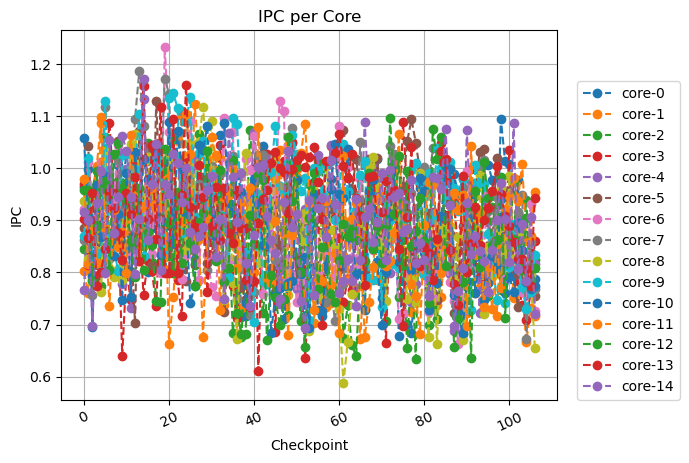 IPC per Core
IPC
1.2
1.1
1.0
0.9
0.8
0.7
0.6
0
20
40
60
80
100
Checkpoint
core-0
core-1
core-2
core-3
core-4
core-5
core-6
core-7
core-8
core-9
core-10
core-11
core-12
core-13
core-14